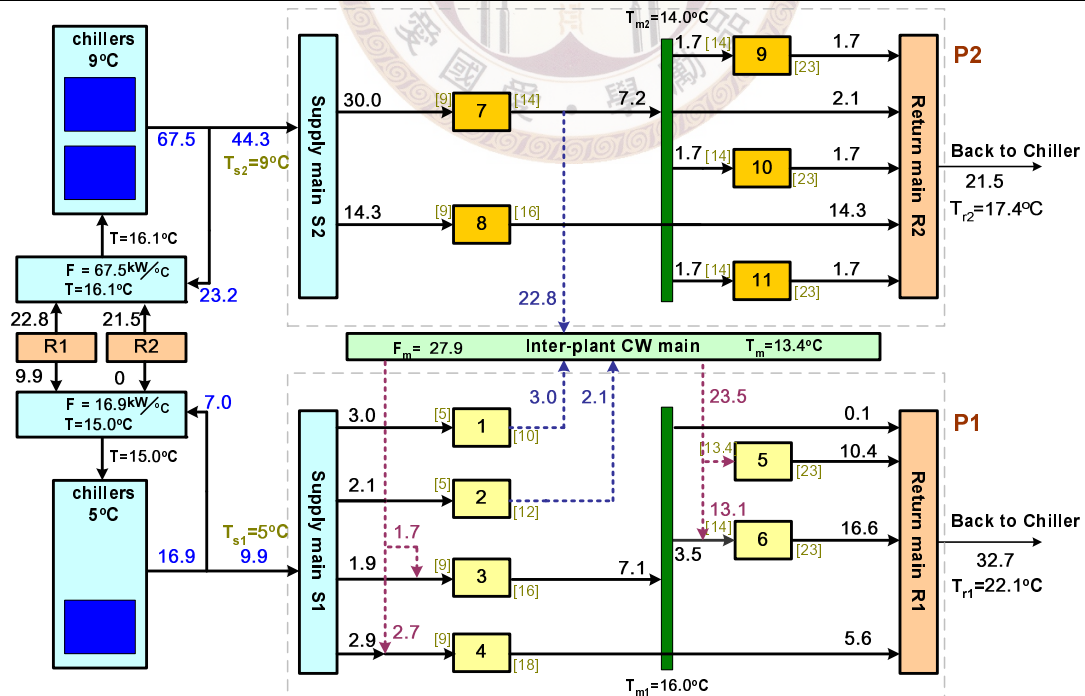 chillers
9°C
67.5
44.3
Ts2=9°C
T=16.1°C
F = 67.5kW/°C
T=16.1°C
23.2
22.8
21.5
R1
R2
9.9
0
F = 16.9kW/°C
T=15.0°C
7.0
T=15.0°C
chillers
5°C
Ts1=5°C
16.9
9.9
愛國愛學勵
Tm2=14.0°C
P2
Supply main S2
30.0
[9]
7
[14]
7.2
14.3
[9]
8
[16]
14.3
1.7
[14]
9
[23]
1.7
2.1
1.7
[14]
10
[23]
1.7
1.7
[14]
11
[23]
1.7
Return main R2
Back to Chiller
21.5
Tr2=17.4°C
22.8
Fm= 27.9
Inter-plant CW main
Tm=13.4°C
P1
Supply main S1
3.0
[5]
1
[10]
3.0
2.1
2.1
[5]
2
[12]
1.7
1.9
[9]
3
[16]
7.1
2.7
2.9
[9]
4
[18]
5.6
23.5
0.1
[13.4]
5
[23]
10.4
13.1
[14]
3.5
6
[23]
16.6
Return main R1
Back to Chiller
32.7
Tr1=22.1°C
Tm1=16.0°C